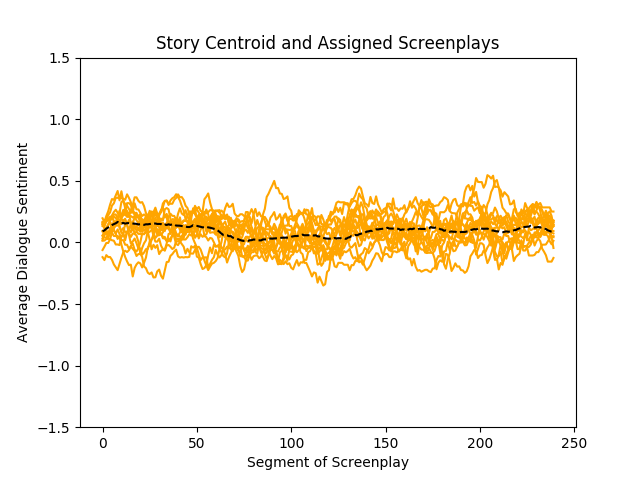 Story Centroid and Assigned Screenplays
1.5
1.0
0.5
0.0
−0.5
−1.0
−1.5
Average Dialogue Sentiment
0 50 100 150 200 250
Segment of Screenplay